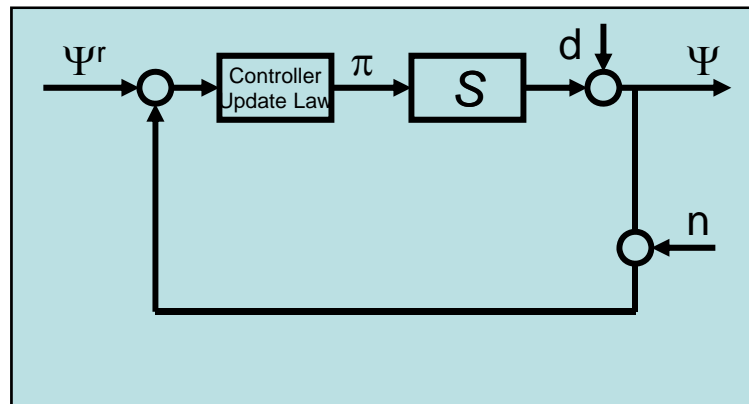 Ψʳ
Controller
Update Law
π
S
d
Ψ
n